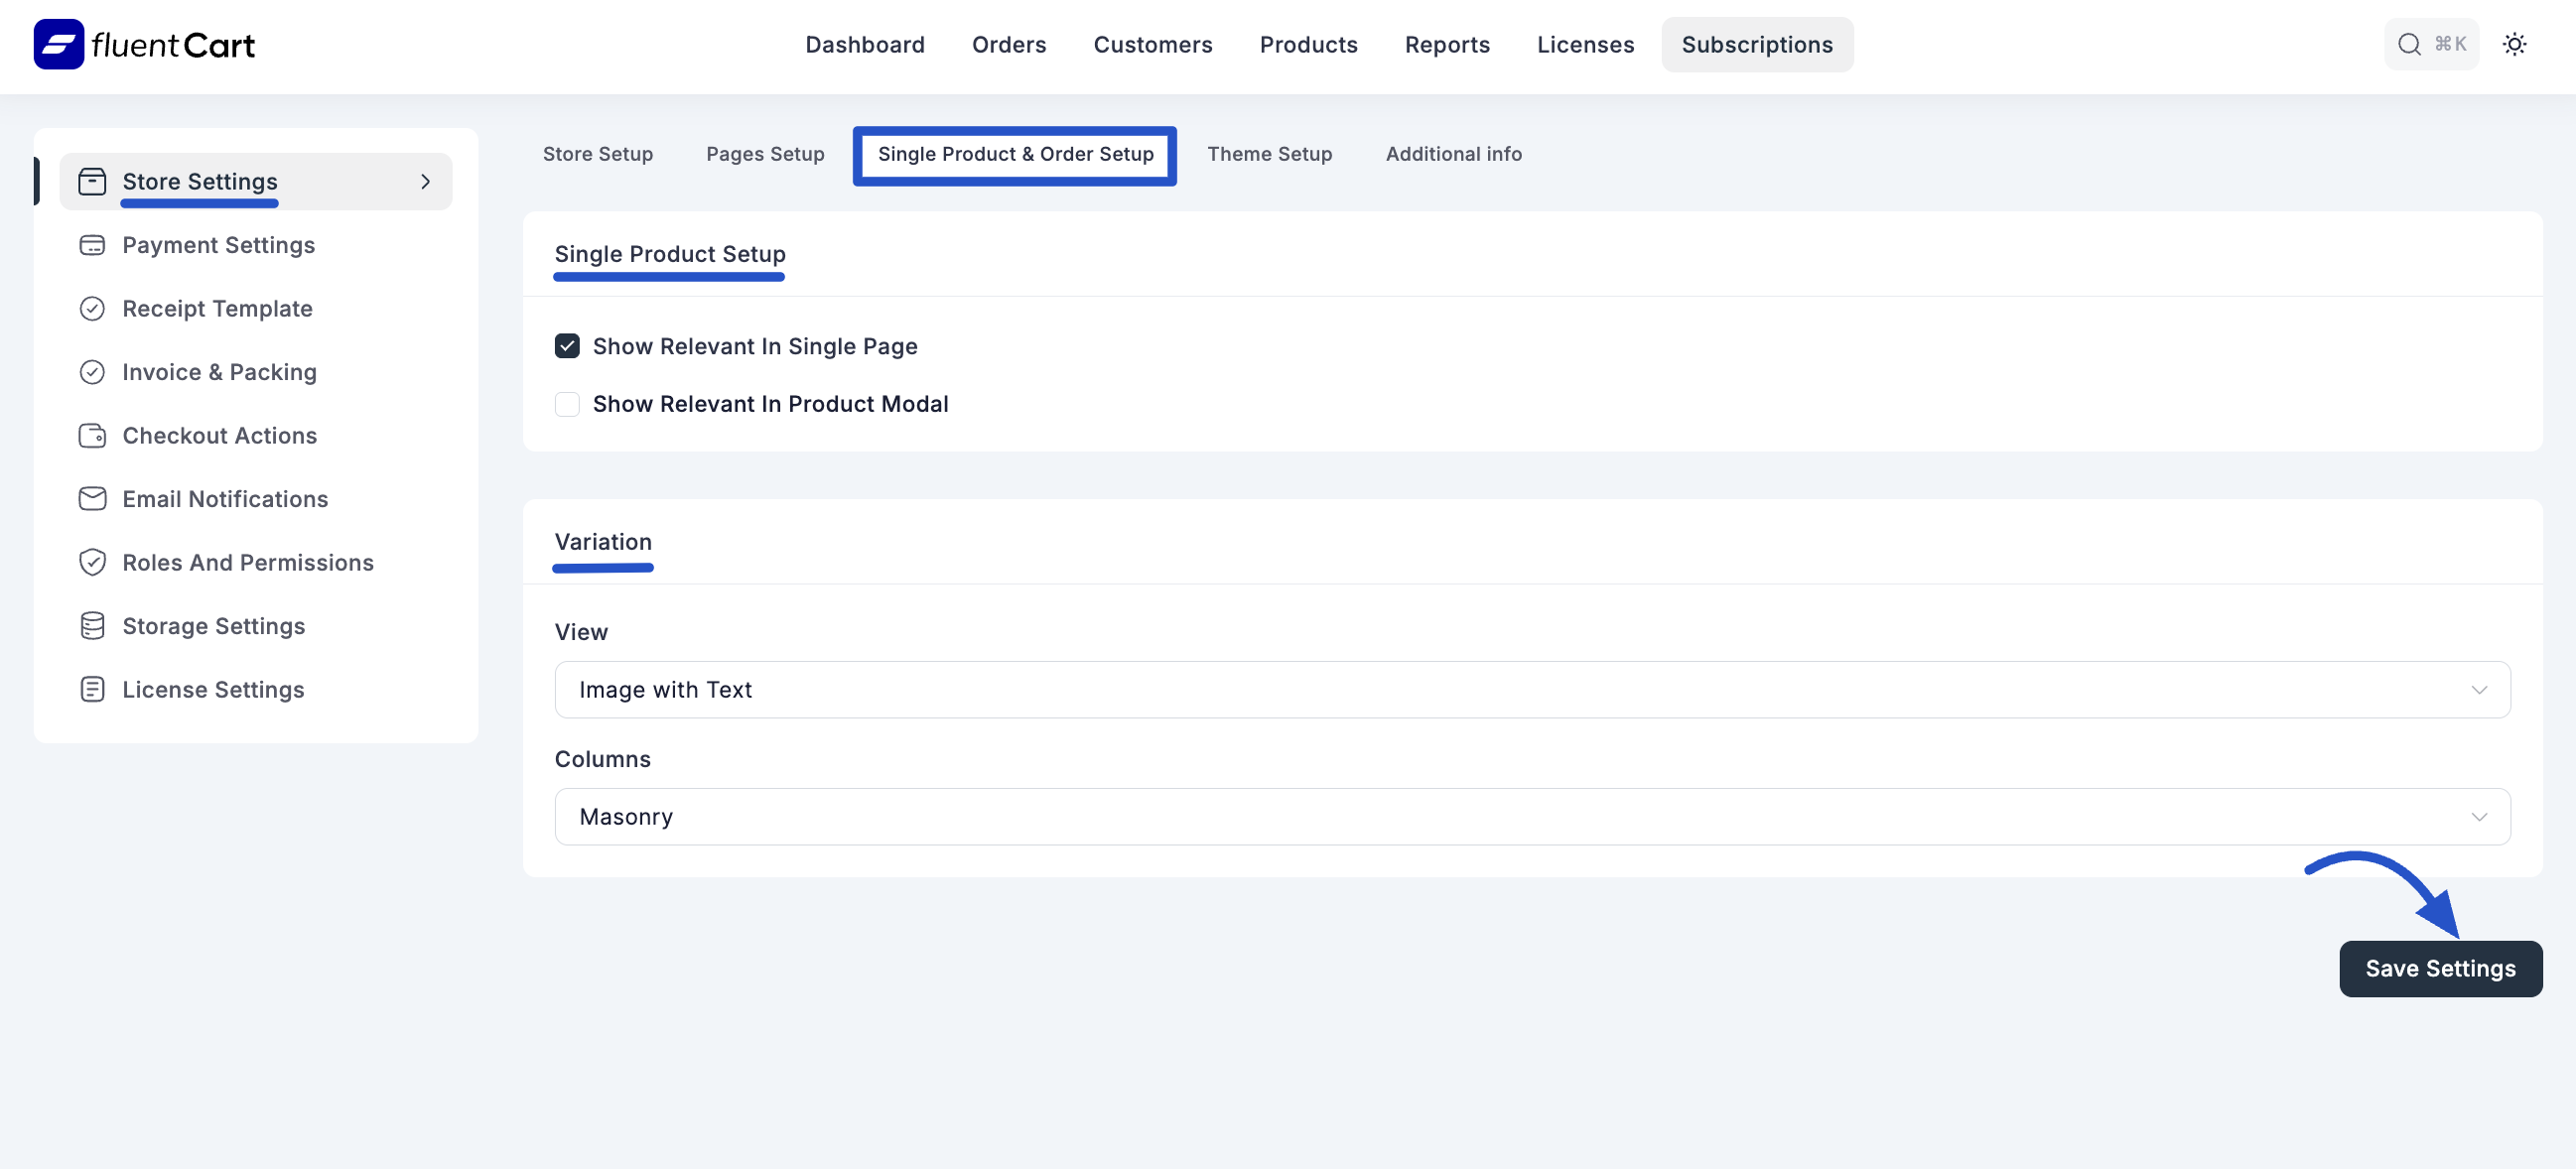 fluentCart
Dashboard Orders Customers Products Reports Licenses Subscriptions
⌘K
Store Settings
Payment Settings
Receipt Template
Invoice & Packing
Checkout Actions
Email Notifications
Roles And Permissions
Storage Settings
License Settings
Store Setup Pages Setup Single Product & Order Setup Theme Setup Additional info
Single Product Setup
Show Relevant In Single Page
Show Relevant In Product Modal
Variation
View
Image with Text
Columns
Masonry
Save Settings